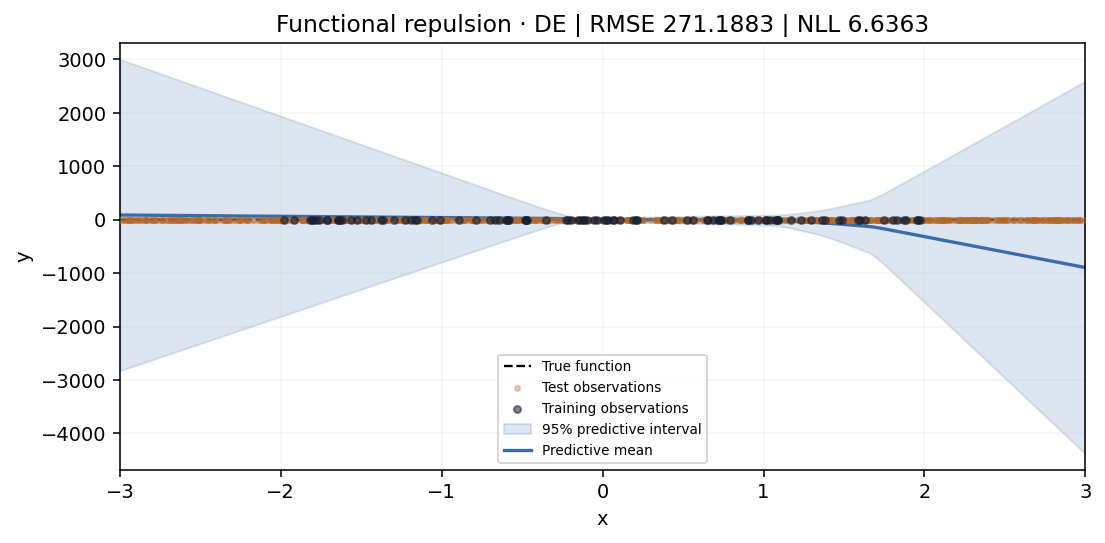 Functional repulsion · DE | RMSE 271.1883 | NLL 6.6363
3000
2000
1000
0
−1000
−2000
−3000
−4000
y
True function
Test observations
Training observations
95% predictive interval
Predictive mean
−3 −2 −1 0 1 2 3
x